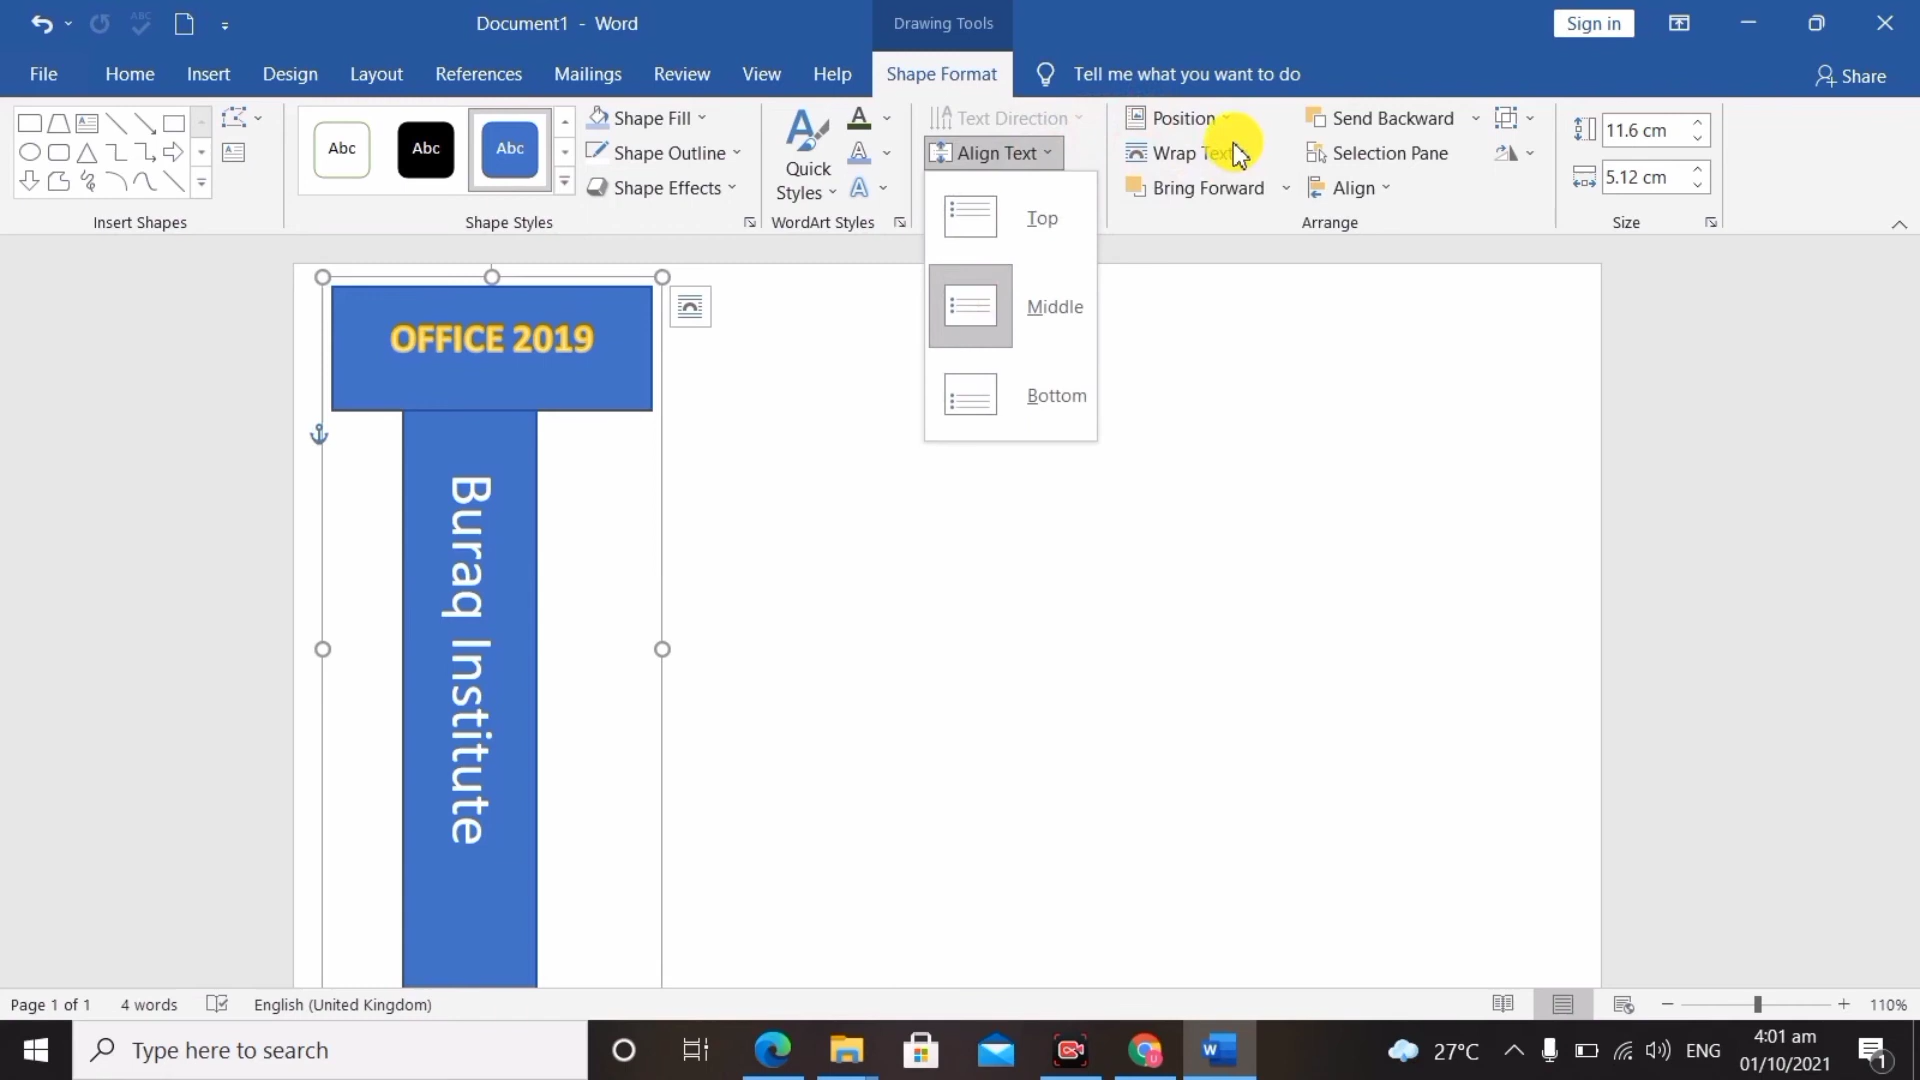 Document1 - Word
Drawing Tools
Sign in
File
Home
Insert
Design
Layout
References
Mailings
Review
View
Help
Shape Format
Tell me what you want to do
Share
Abc
Abc
Abc
Shape Fill
Shape Outline
Shape Effects
Quick
Styles
Text Direction
Align Text
Position
Wrap Text
Bring Forward
Send Backward
Selection Pane
Align
11.6 cm
5.12 cm
Insert Shapes
Shape Styles
WordArt Styles
Arrange
Size
Top
Middle
Bottom
OFFICE 2019
Buraq Institute
Page 1 of 1
4 words
English (United Kingdom)
110%
Type here to search
27°C
ENG
4:01 am
01/10/2021
1